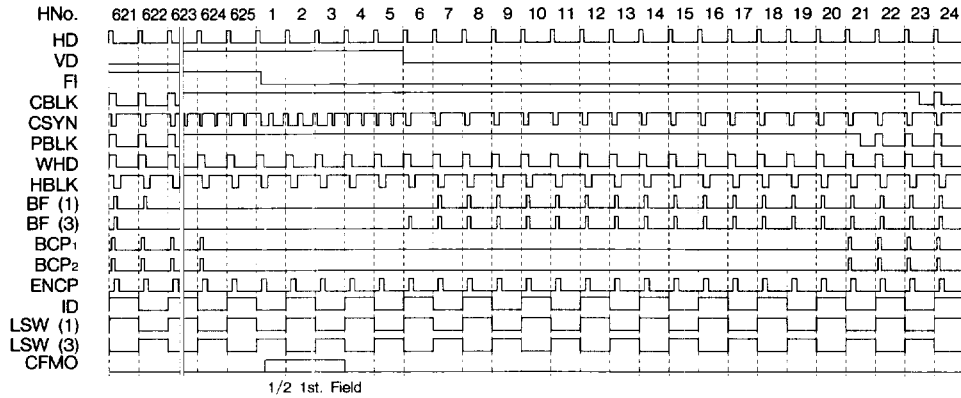 HNo. 621 622 623 624 625 1 2 3 4 5 6 7 8 9 10 11 12 13 14 15 16 17 18 19 20 21 22 23 24
HD
VD
FI
CBLK
CSYN
PBLK
WHD
HBLK
BF (1)
BF (3)
BCP₁
BCP₂
ENCP
ID
LSW (1)
LSW (3)
CFMO
1/2 1st. Field